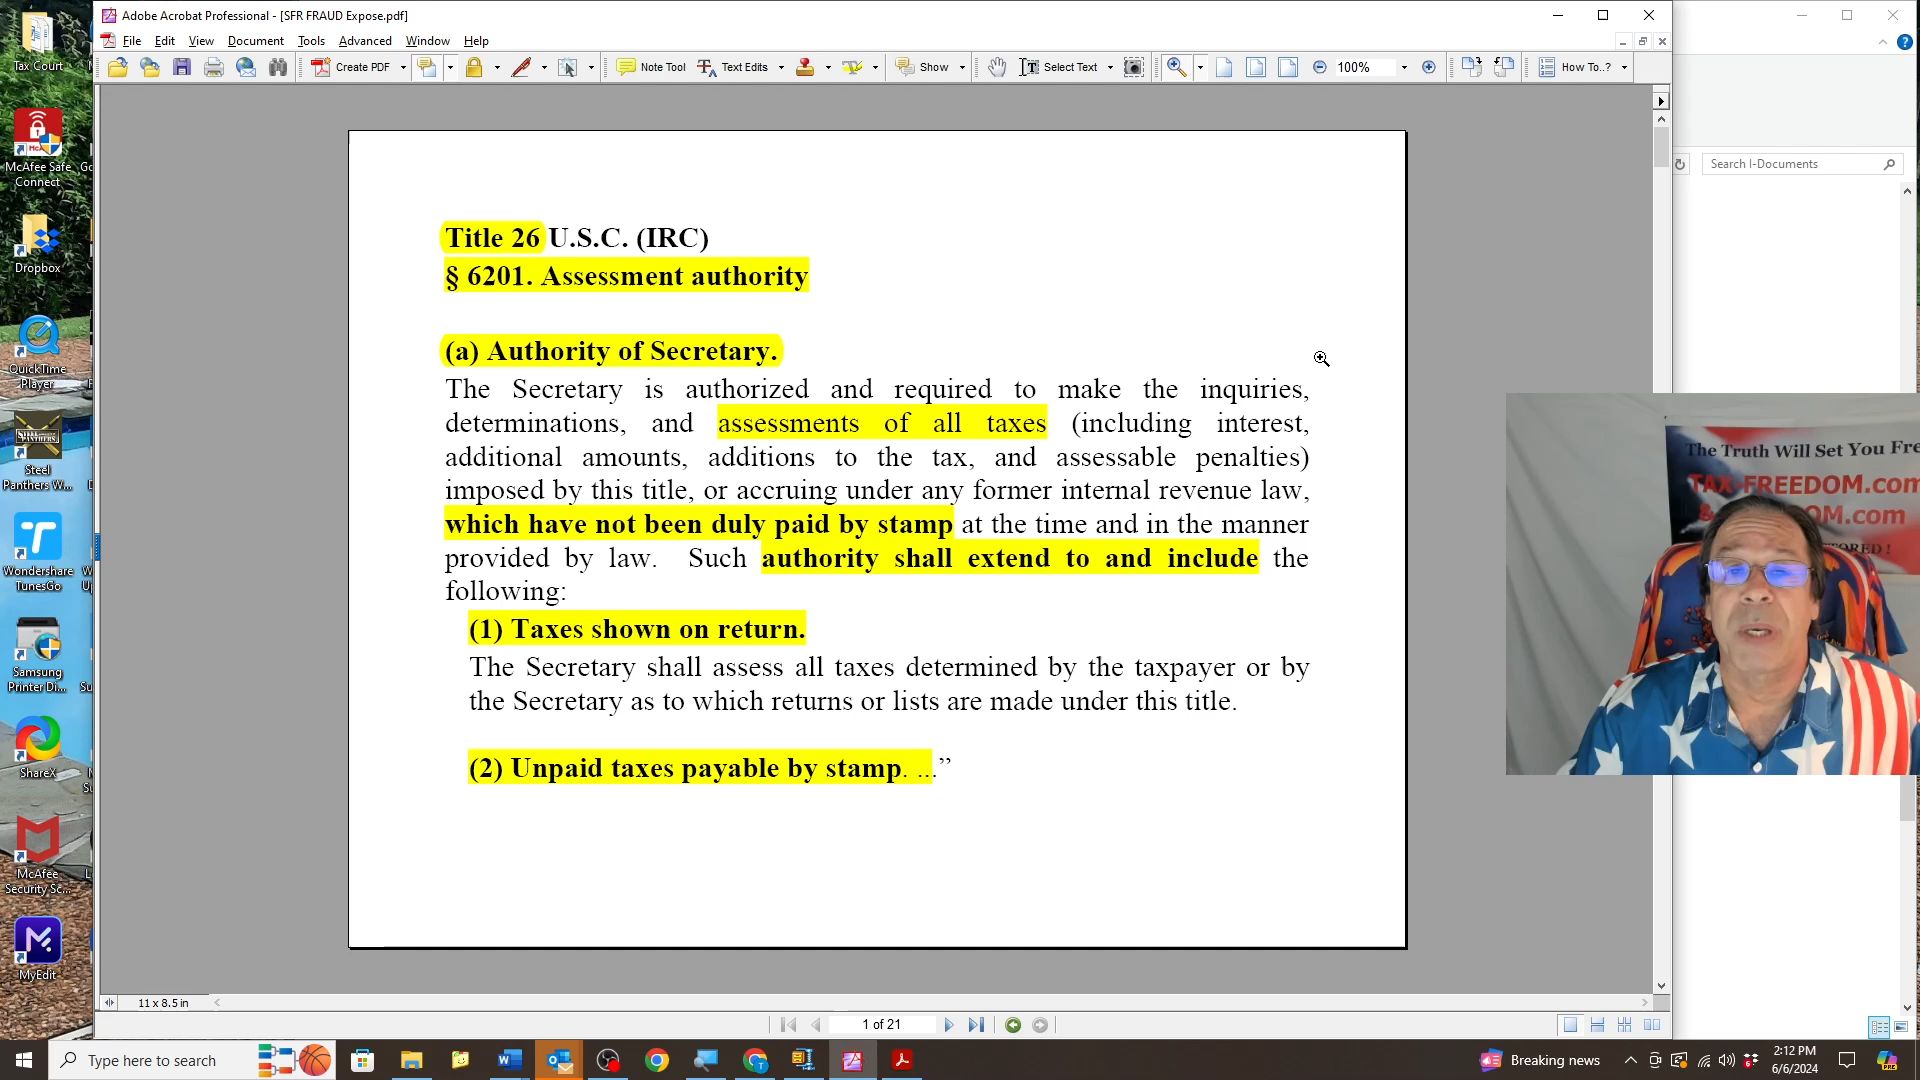 Tax Court
McAfee Safe
Connect
Dropbox
QuickTime
Player
Steel
Panthers W...
Wondershare
TunesGo
Samsung
Printer Di...
ShareX
McAfee
Security Sc...
MyEdit
Adobe Acrobat Professional - [SFR FRAUD Expose.pdf]
File Edit View Document Tools Advanced Window Help
Create PDF Note Tool Text Edits Show Select Text 100% How To..?
Search I-Documents
Title 26 U.S.C. (IRC)
§ 6201. Assessment authority
(a) Authority of Secretary.
The Secretary is authorized and required to make the inquiries,
determinations, and assessments of all taxes (including interest,
additional amounts, additions to the tax, and assessable penalties)
imposed by this title, or accruing under any former internal revenue law,
which have not been duly paid by stamp at the time and in the manner
provided by law. Such authority shall extend to and include the
following:
(1) Taxes shown on return.
The Secretary shall assess all taxes determined by the taxpayer or by
the Secretary as to which returns or lists are made under this title.
(2) Unpaid taxes payable by stamp. ...”
The Truth Will Set You Free
TAX-FREEDOM.com
&
11 x 8.5 in
1 of 21
Type here to search
Breaking news
2:12 PM
6/6/2024